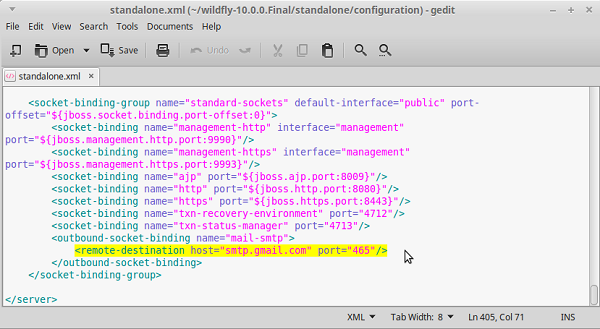 standalone.xml (~/wildfly-10.0.0.Final/standalone/configuration) - gedit
File Edit View Search Tools Documents Help
Open Save Undo
standalone.xml ×
<socket-binding-group name="standard-sockets" default-interface="public" port-
offset="${jboss.socket.binding.port-offset:0}">
<socket-binding name="management-http" interface="management"
port="${jboss.management.http.port:9990}"/>
<socket-binding name="management-https" interface="management"
port="${jboss.management.https.port:9993}"/>
<socket-binding name="ajp" port="${jboss.ajp.port:8009}"/>
<socket-binding name="http" port="${jboss.http.port:8080}"/>
<socket-binding name="https" port="${jboss.https.port:8443}"/>
<socket-binding name="txn-recovery-environment" port="4712"/>
<socket-binding name="txn-status-manager" port="4713"/>
<outbound-socket-binding name="mail-smtp">
<remote-destination host="smtp.gmail.com" port="465"/>
</outbound-socket-binding>
</socket-binding-group>
</server>
XML Tab Width: 8 Ln 405, Col 71 INS